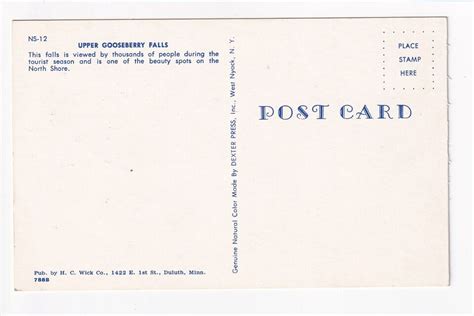 NS-12
UPPER GOOSEBERRY FALLS
This falls is viewed by thousands of people during the
tourist season and is one of the beauty spots on the
North Shore.
Pub. by H. C. Wick Co., 1422 E. 1st St., Duluth, Minn.
7888
Genuine Natural Color Made By DEXTER PRESS, Inc., West Nyack, N. Y.
POST CARD
PLACE
STAMP
HERE